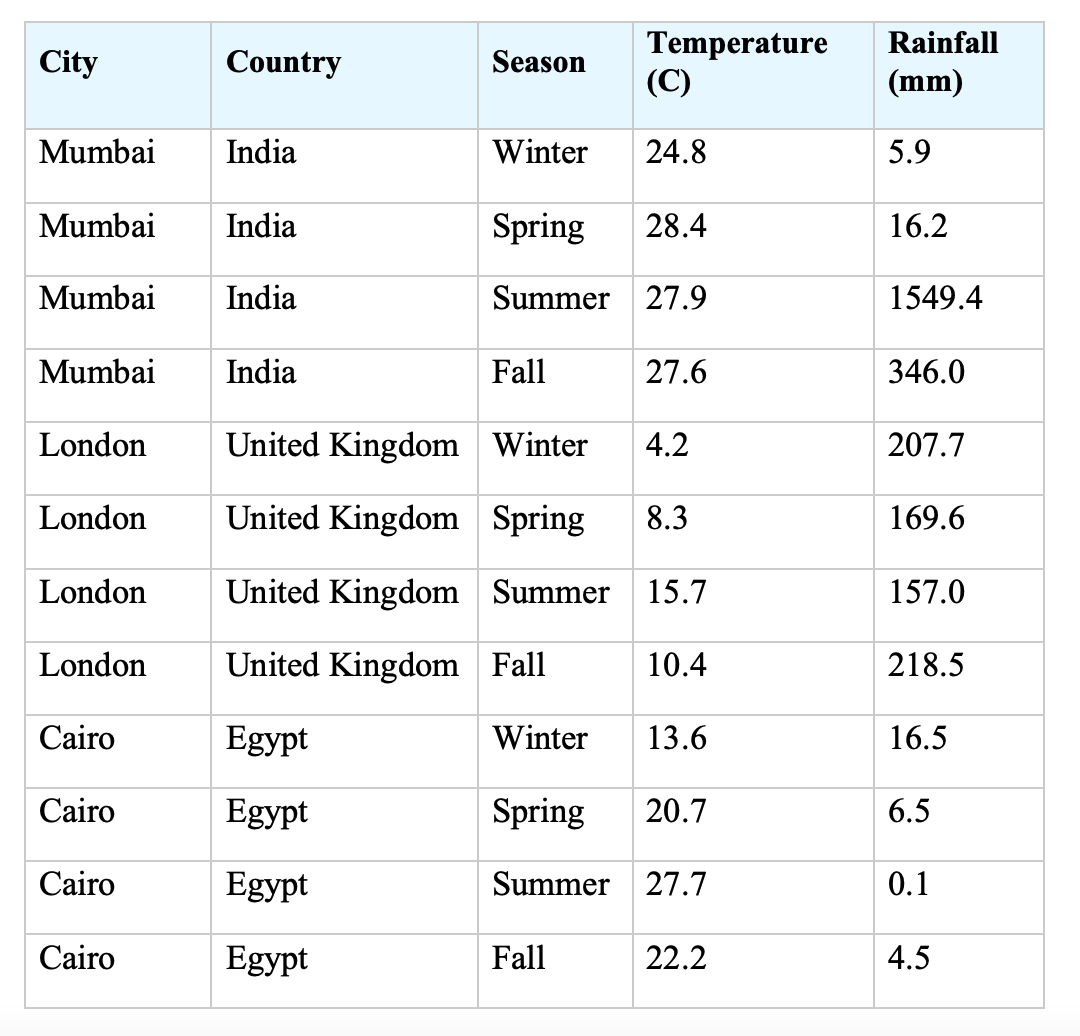 City Country Season Temperature (C) Rainfall (mm)
Mumbai India Winter 24.8 5.9
Mumbai India Spring 28.4 16.2
Mumbai India Summer 27.9 1549.4
Mumbai India Fall 27.6 346.0
London United Kingdom Winter 4.2 207.7
London United Kingdom Spring 8.3 169.6
London United Kingdom Summer 15.7 157.0
London United Kingdom Fall 10.4 218.5
Cairo Egypt Winter 13.6 16.5
Cairo Egypt Spring 20.7 6.5
Cairo Egypt Summer 27.7 0.1
Cairo Egypt Fall 22.2 4.5